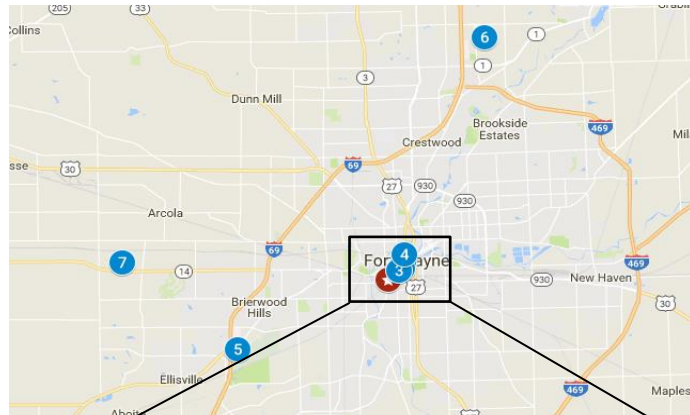 205
33
Collins
6
1
1
3
Dunn Mill
Brookside
Estates
469
Crestwood
69
30
27
930
930
Arcola
4
Fort Wayne
7
69
3
469
14
27
930
New Haven
30
Brierwood
Hills
5
Ellisville
469
Maples